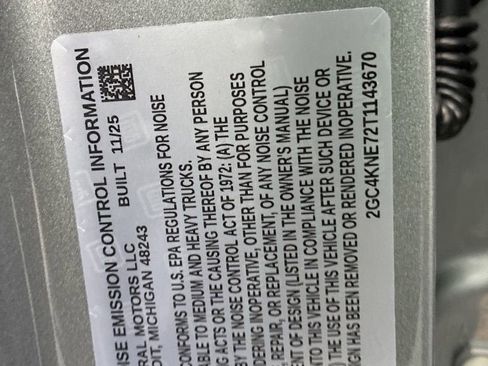 ISE EMISSION CONTROL INFORMATION
RAL MOTORS LLC BUILT 11/25
IT, MICHIGAN 48243
CONFORMS TO U.S. EPA REGULATIONS FOR NOISE
ABLE TO MEDIUM AND HEAVY TRUCKS.
G ACTS OR THE CAUSING THEREOF BY ANY PERSON
BY THE NOISE CONTROL ACT OF 1972: (A) THE
DERING INOPERATIVE, OTHER THAN FOR PURPOSES
REPAIR, OR REPLACEMENT, OF ANY NOISE CONTROL
ENT OF DESIGN (LISTED IN THE OWNER'S MANUAL)
NTO THIS VEHICLE IN COMPLIANCE WITH THE NOISE
) THE USE OF THIS VEHICLE AFTER SUCH DEVICE OR
IGN HAS BEEN REMOVED OR RENDERED INOPERATIVE.
2GC4KNE72T1143670